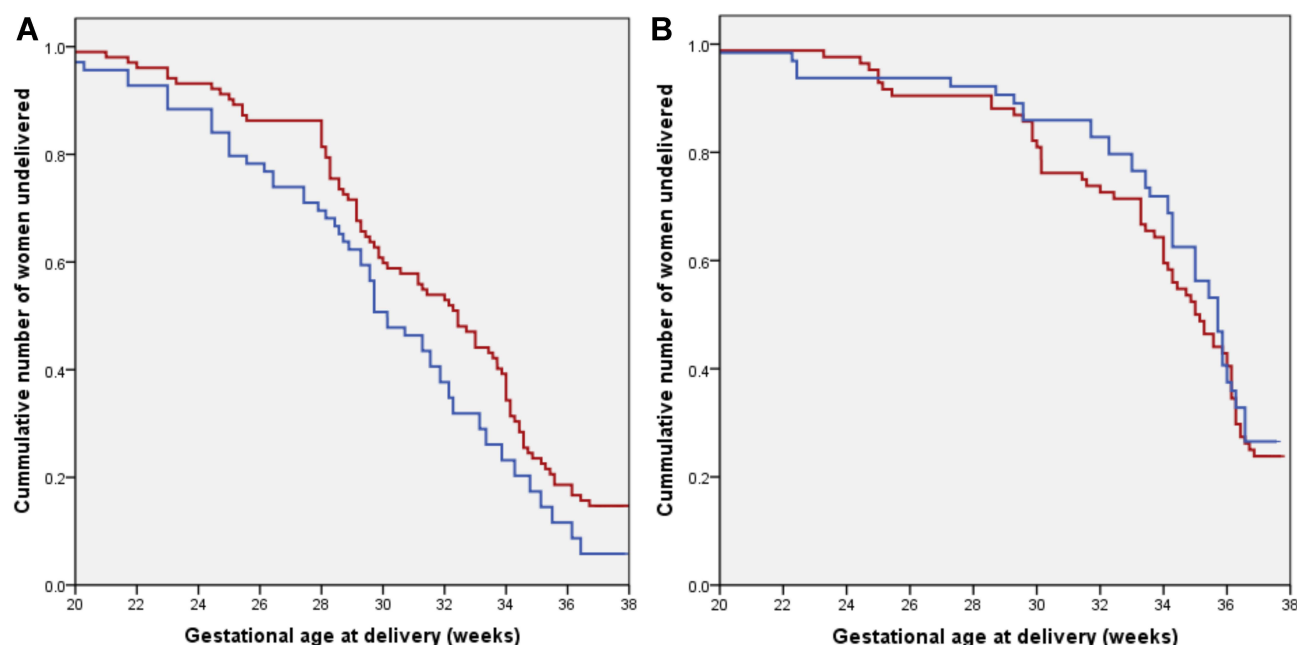 A
Cummulative number of women undelivered
1.0
0.8
0.6
0.4
0.2
0.0
20 22 24 26 28 30 32 34 36 38
Gestational age at delivery (weeks)
B
Cummulative number of women undelivered
1.0
0.8
0.6
0.4
0.2
0.0
20 22 24 26 28 30 32 34 36 38
Gestational age at delivery (weeks)